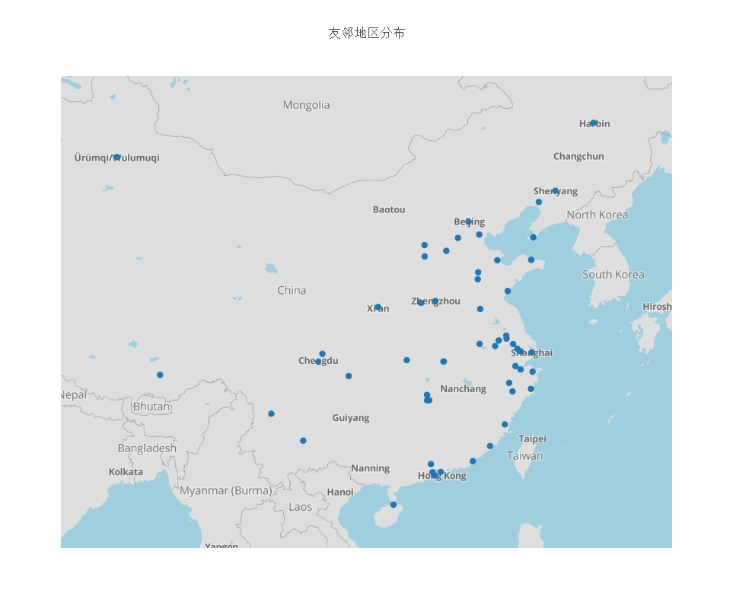 友邻地区分布
Mongolia
Harbin
Ürümqi/Wulumuqi
Changchun
Shenyang
Baotou
North Korea
Beijing
South Korea
China
Zhengzhou
Hirosh
Xi'an
Shanghai
Chengdu
Nanchang
Nepal
Bhutan
Guiyang
Taipei
Bangladesh
Taiwan
Kolkata
Nanning
Hong Kong
Myanmar (Burma)
Hanoi
Laos
Yangon